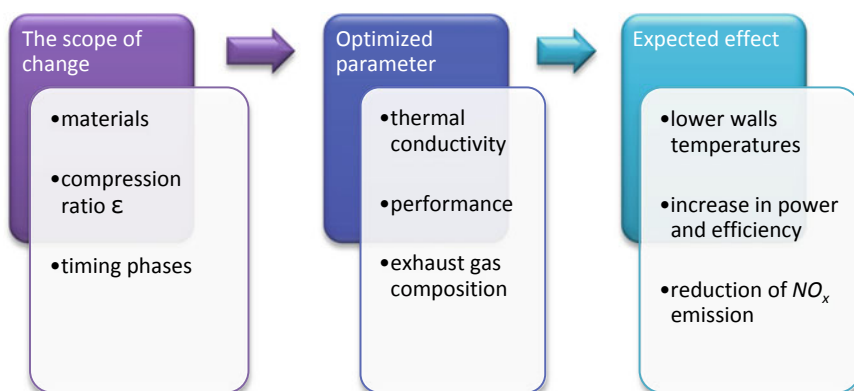 The scope of
change
•materials
•compression
ratio ε
•timing phases
Optimized
parameter
•thermal
conductivity
•performance
•exhaust gas
composition
Expected effect
•lower walls
temperatures
•increase in power
and efficiency
•reduction of NOx
emission